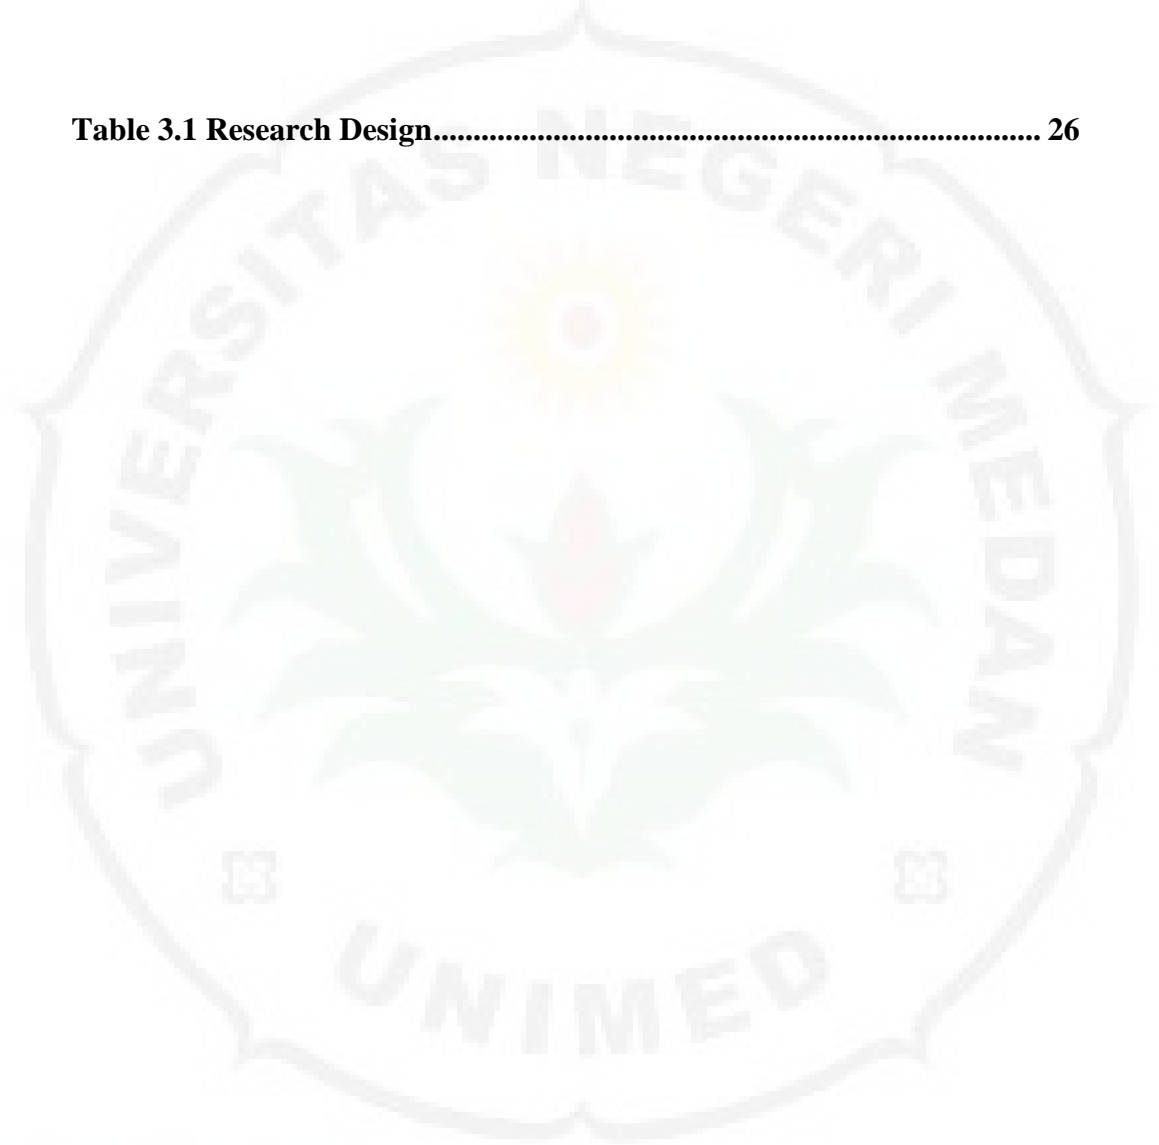 Table 3.1 Research Design............................................................................ 26
UNIVERSITAS NEGERI MEDAN
UNIMED